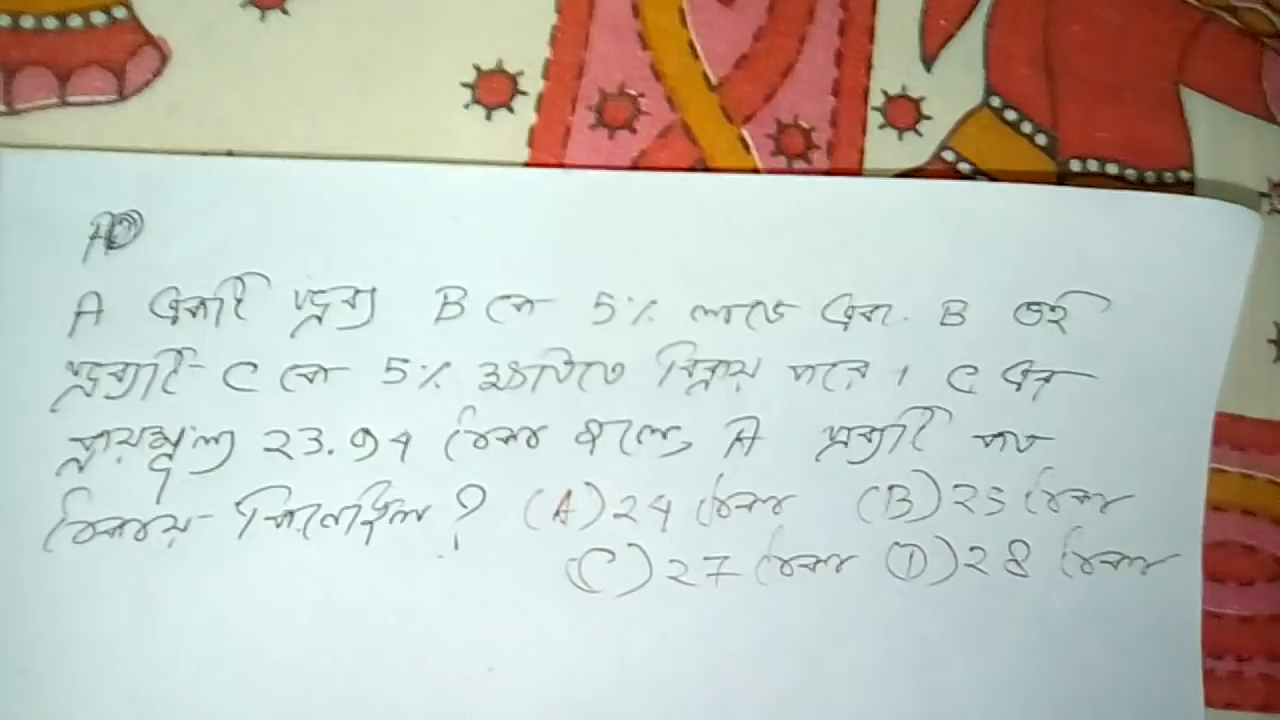 A একটি দ্রব্য B কে 5% লাভে এবং B ওই
দ্রব্যটি C কে 5% ক্ষতিতে বিক্রয় করে। C এর
ক্রয়মূল্য 23.94 টাকা হলে, A দ্রব্যটি কত
টাকায় কিনেছিল? (A) 24 টাকা (B) 25 টাকা
(C) 27 টাকা (D) 28 টাকা